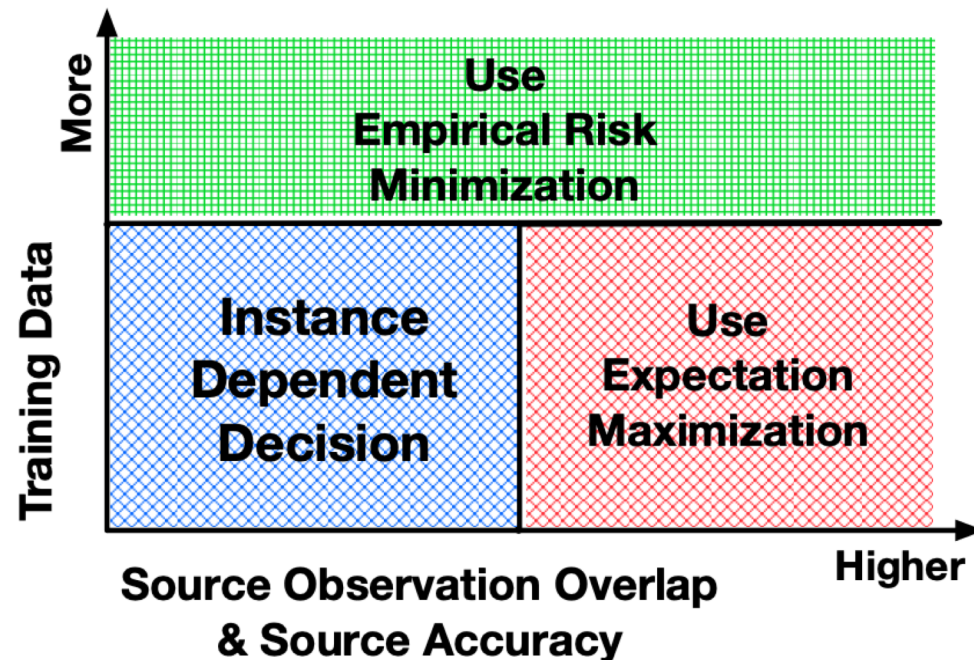 More
Training Data
Use
Empirical Risk
Minimization
Instance
Dependent
Decision
Use
Expectation
Maximization
Higher
Source Observation Overlap
& Source Accuracy